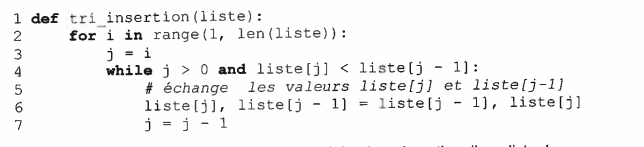 1 def tri_insertion(liste):
2     for i in range(1, len(liste)):
3         j = i
4         while j > 0 and liste[j] < liste[j - 1]:
5             # échange les valeurs liste[j] et liste[j-1]
6             liste[j], liste[j - 1] = liste[j - 1], liste[j]
7             j = j - 1